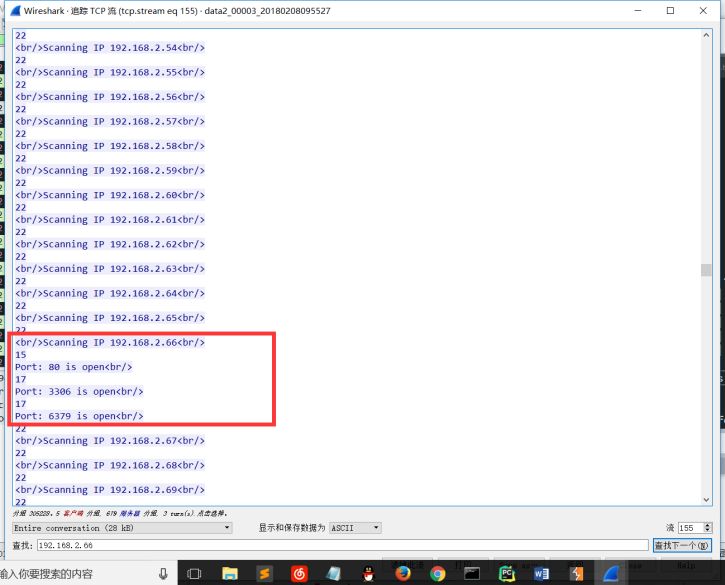 Wireshark · 追踪 TCP 流 (tcp.stream eq 155) · data2_00003_20180208095527
22
<br/>Scanning IP 192.168.2.54<br/>
22
<br/>Scanning IP 192.168.2.55<br/>
22
<br/>Scanning IP 192.168.2.56<br/>
22
<br/>Scanning IP 192.168.2.57<br/>
22
<br/>Scanning IP 192.168.2.58<br/>
22
<br/>Scanning IP 192.168.2.59<br/>
22
<br/>Scanning IP 192.168.2.60<br/>
22
<br/>Scanning IP 192.168.2.61<br/>
22
<br/>Scanning IP 192.168.2.62<br/>
22
<br/>Scanning IP 192.168.2.63<br/>
22
<br/>Scanning IP 192.168.2.64<br/>
22
<br/>Scanning IP 192.168.2.65<br/>
22
<br/>Scanning IP 192.168.2.66<br/>
15
Port: 80 is open<br/>
17
Port: 3306 is open<br/>
17
Port: 6379 is open<br/>
22
<br/>Scanning IP 192.168.2.67<br/>
22
<br/>Scanning IP 192.168.2.68<br/>
22
<br/>Scanning IP 192.168.2.69<br/>
22
分组 305228。5 客户端 分组, 679 服务器 分组, 3 turn(s).点击选择。
Entire conversation (28 kB) 显示和保存数据为 ASCII 流 155
查找: 192.168.2.66 查找下一个(N)
Help
输入你要搜索的内容